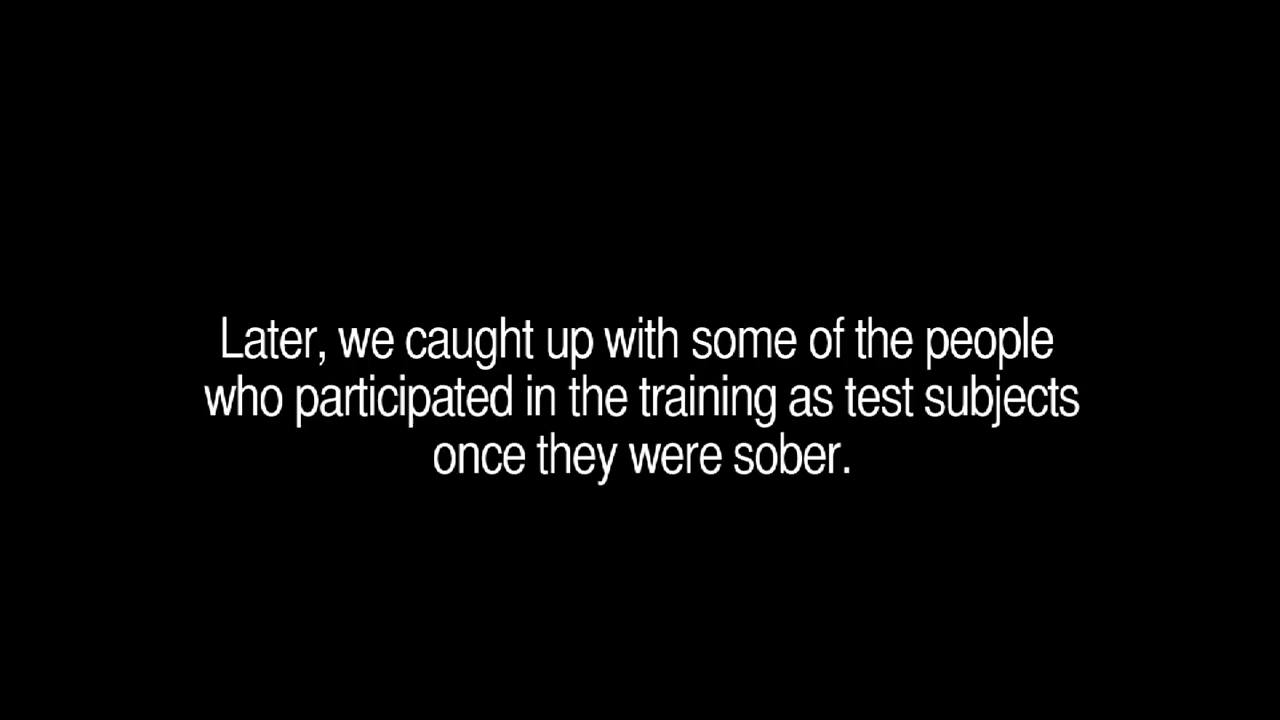 Later, we caught up with some of the people
who participated in the training as test subjects
once they were sober.